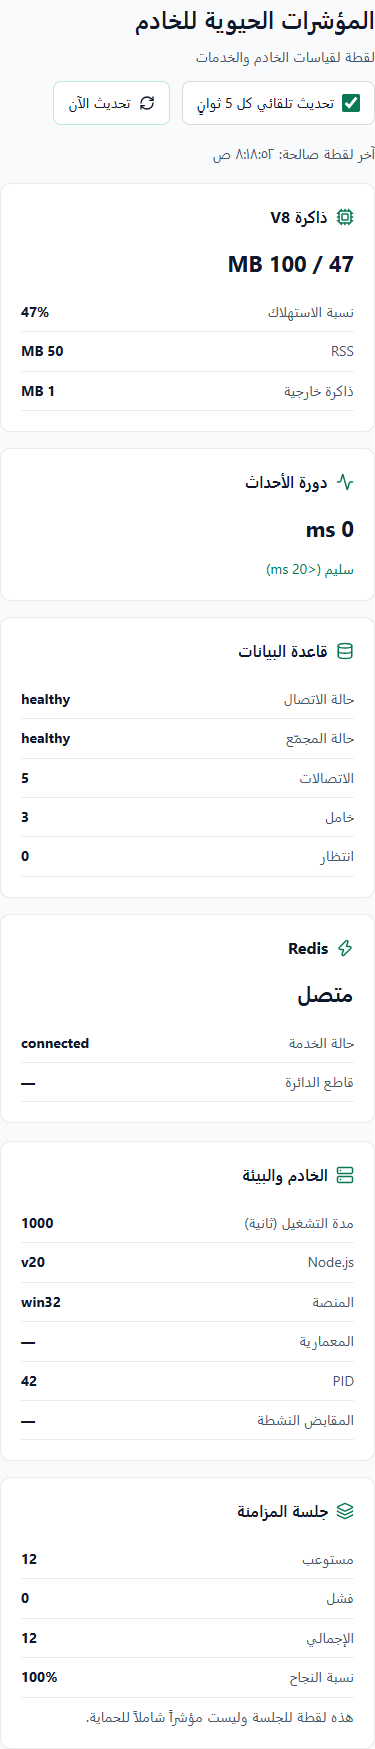 المؤشرات الحيوية للخادم
لقطة لقياسات الخادم والخدمات
تحديث تلقائي كل 5 ثوانٍ
تحديث الآن
آخر لقطة صالحة: ٨:١٨:٥٢ ص
ذاكرة V8
47 / 100 MB
نسبة الاستهلاك 47%
RSS 50 MB
ذاكرة خارجية 1 MB
دورة الأحداث
0 ms
سليم (<20 ms)
قاعدة البيانات
حالة الاتصال healthy
حالة المجمّع healthy
الاتصالات 5
خامل 3
انتظار 0
Redis
متصل
حالة الخدمة connected
قاطع الدائرة —
الخادم والبيئة
مدة التشغيل (ثانية) 1000
Node.js v20
المنصة win32
المعمارية —
PID 42
المقابض النشطة —
جلسة المزامنة
مستوعب 12
فشل 0
الإجمالي 12
نسبة النجاح 100%
هذه لقطة للجلسة وليست مؤشراً شاملاً للحماية.